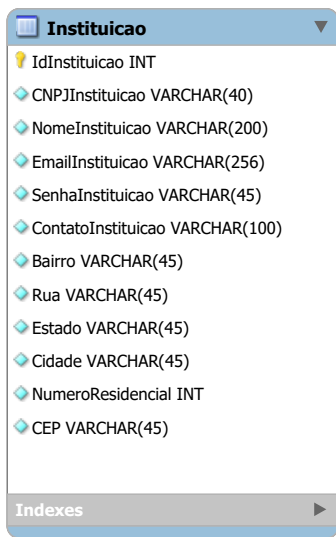 Instituicao
IdInstituicao INT
CNPJInstituicao VARCHAR(40)
NomeInstituicao VARCHAR(200)
EmailInstituicao VARCHAR(256)
SenhaInstituicao VARCHAR(45)
ContatoInstituicao VARCHAR(100)
Bairro VARCHAR(45)
Rua VARCHAR(45)
Estado VARCHAR(45)
Cidade VARCHAR(45)
NumeroResidencial INT
CEP VARCHAR(45)
Indexes